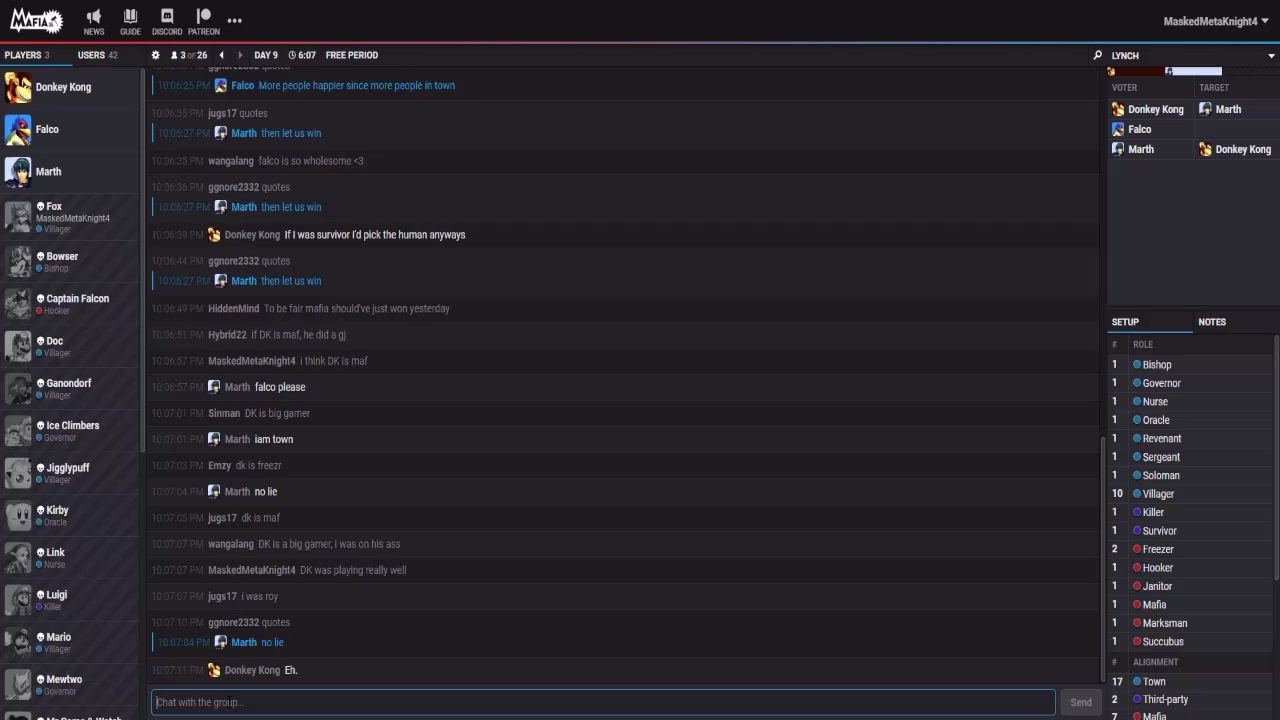 MAFIA
NEWS
GUIDE
DISCORD
PATREON
MaskedMetaKnight4
PLAYERS 3
USERS 42
3 of 26
DAY 9
6:07
FREE PERIOD
LYNCH
Donkey Kong
Falco
Marth
Fox
MaskedMetaKnight4
Villager
Bowser
Bishop
Captain Falcon
Hooker
Doc
Villager
Ganondorf
Villager
Ice Climbers
Governor
Jigglypuff
Villager
Kirby
Oracle
Link
Nurse
Luigi
Killer
Mario
Villager
Mewtwo
Governor
ggnore2332 quotes
10:06:25 PM Falco More people happier since more people in town
10:06:35 PM jugs17 quotes
10:06:27 PM Marth then let us win
10:06:35 PM wangalang falco is so wholesome <3
10:06:36 PM ggnore2332 quotes
10:06:27 PM Marth then let us win
10:06:39 PM Donkey Kong If I was survivor I'd pick the human anyways
10:06:44 PM ggnore2332 quotes
10:06:27 PM Marth then let us win
10:06:49 PM HiddenMind To be fair mafia should've just won yesterday
10:06:51 PM Hybrid22 if DK is maf, he did a gj
10:06:57 PM MaskedMetaKnight4 i think DK is maf
10:06:57 PM Marth falco please
10:07:01 PM Sinman DK is big gamer
10:07:01 PM Marth iam town
10:07:03 PM Emzy dk is freezr
10:07:04 PM Marth no lie
10:07:05 PM jugs17 dk is maf
10:07:07 PM wangalang DK is a big gamer, i was on his ass
10:07:07 PM MaskedMetaKnight4 DK was playing really well
10:07:07 PM jugs17 i was roy
10:07:10 PM ggnore2332 quotes
10:07:04 PM Marth no lie
10:07:11 PM Donkey Kong Eh.
Chat with the group...
Send
VOTER TARGET
Donkey Kong Marth
Falco
Marth Donkey Kong
SETUP
NOTES
# ROLE
1 Bishop
1 Governor
1 Nurse
1 Oracle
1 Revenant
1 Sergeant
1 Soloman
10 Villager
1 Killer
1 Survivor
2 Freezer
1 Hooker
1 Janitor
1 Mafia
1 Marksman
1 Succubus
# ALIGNMENT
17 Town
2 Third-party
7 Mafia